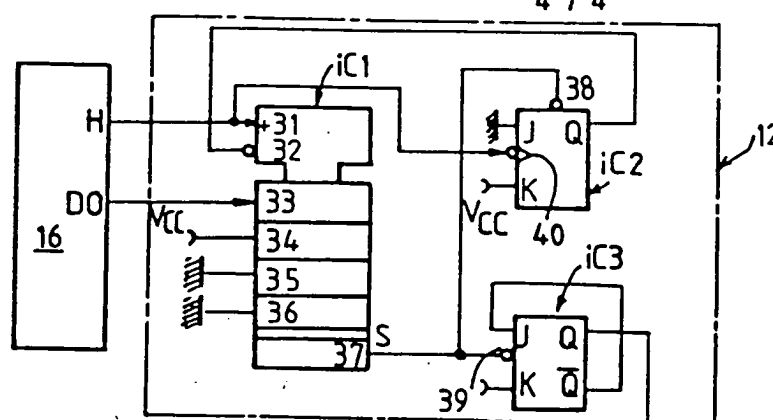 4 / 4
iC1
38
H
+31
J Q
12
32
iC2
DO
33
K
VCC
VCC
34
40
16
35
iC3
36
S
J Q
37
39
K Q̅